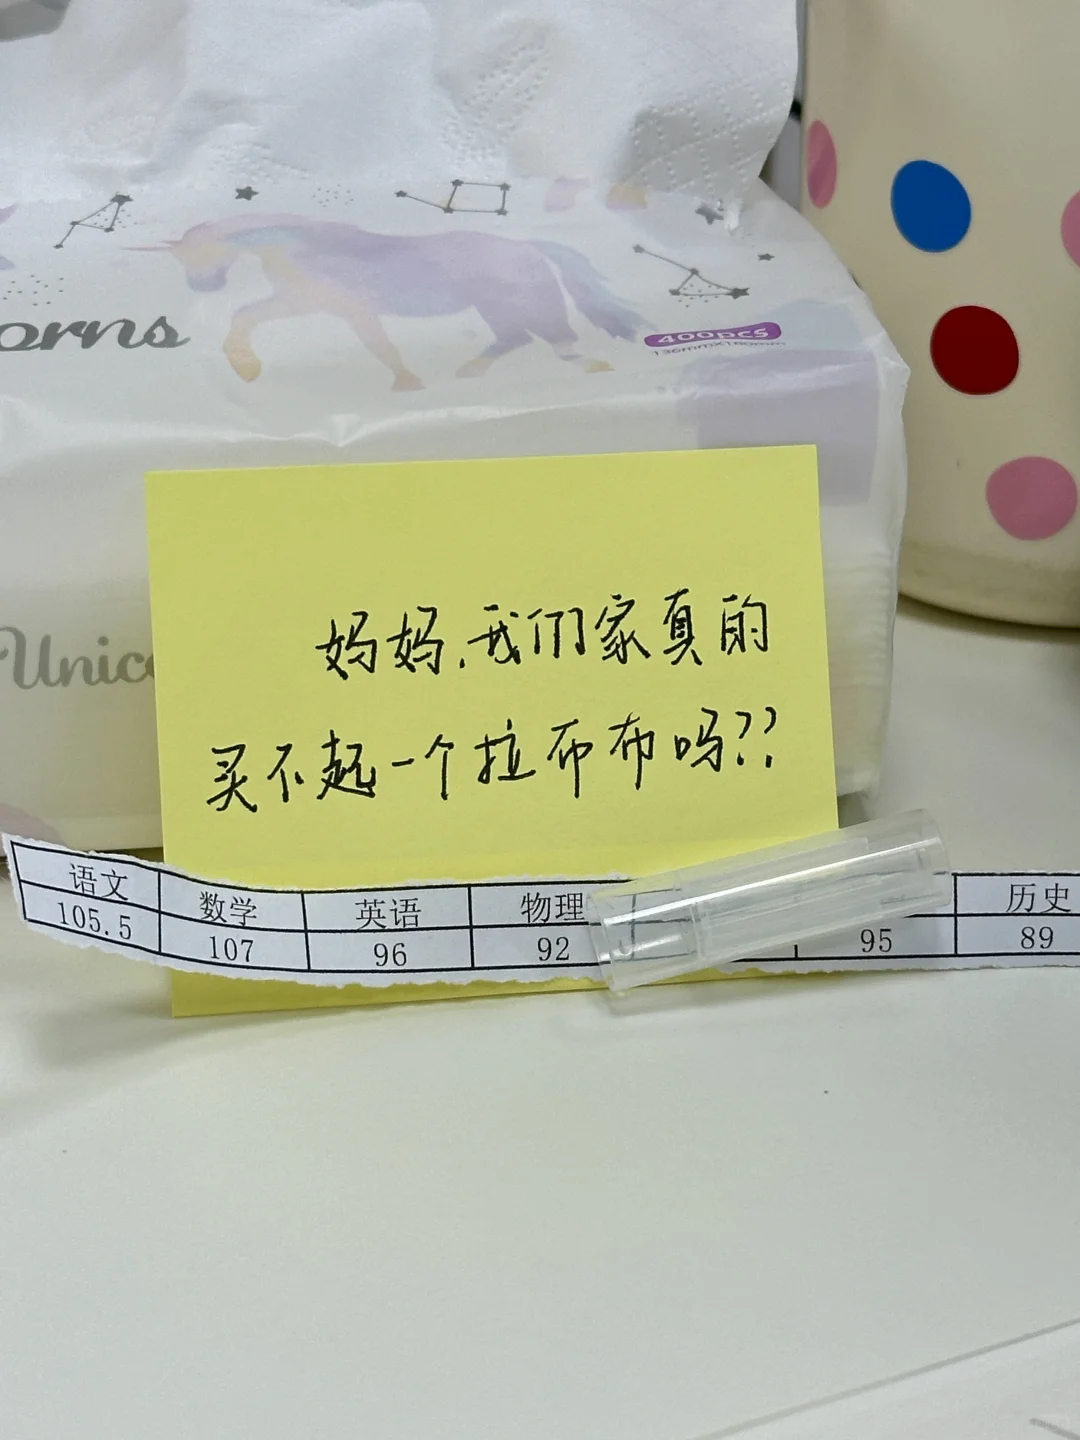 orns
400pcs
Unic
妈妈,我们家真的
买不起一个拉布布吗??
语文 数学 英语 物理 历史
105.5 107 96 92 95 89